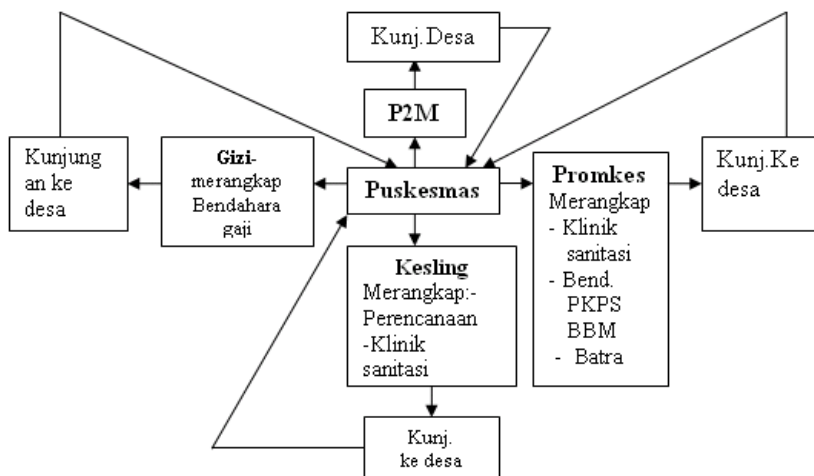 Kunj.Desa
P2M
Kunjung
an ke
desa
Gizi-
merangkap
Bendahara
gaji
Puskesmas
Promkes
Merangkap
- Klinik
sanitasi
- Bend.
PKPS
BBM
- Batra
Kunj.Ke
desa
Kesling
Merangkap:-
Perencanaan
-Klinik
sanitasi
Kunj.
ke desa